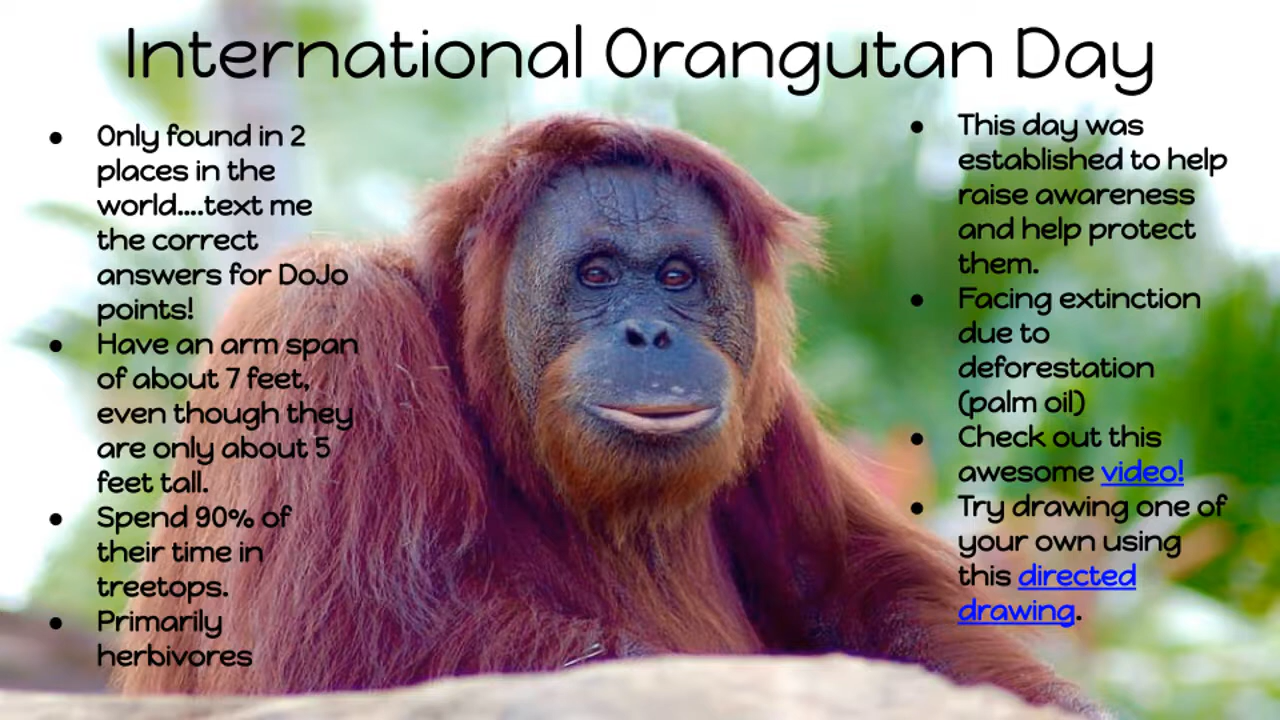 International Orangutan Day
● Only found in 2
places in the
world....text me
the correct
answers for DoJo
points!
● Have an arm span
of about 7 feet,
even though they
are only about 5
feet tall.
● Spend 90% of
their time in
treetops.
● Primarily
herbivores
● This day was
established to help
raise awareness
and help protect
them.
● Facing extinction
due to
deforestation
(palm oil)
● Check out this
awesome video!
● Try drawing one of
your own using
this directed
drawing.